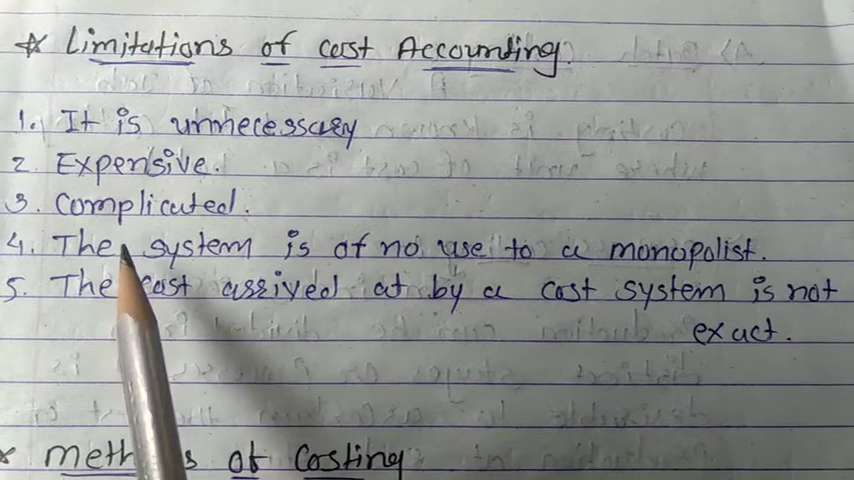 * Limitations of cost Accounting.
1. It is unnecessary
2. Expensive.
3. Complicated.
4. The system is of no use to a monopolist.
5. The cost arrived at by a cost system is not
exact.
* Methods of Costing